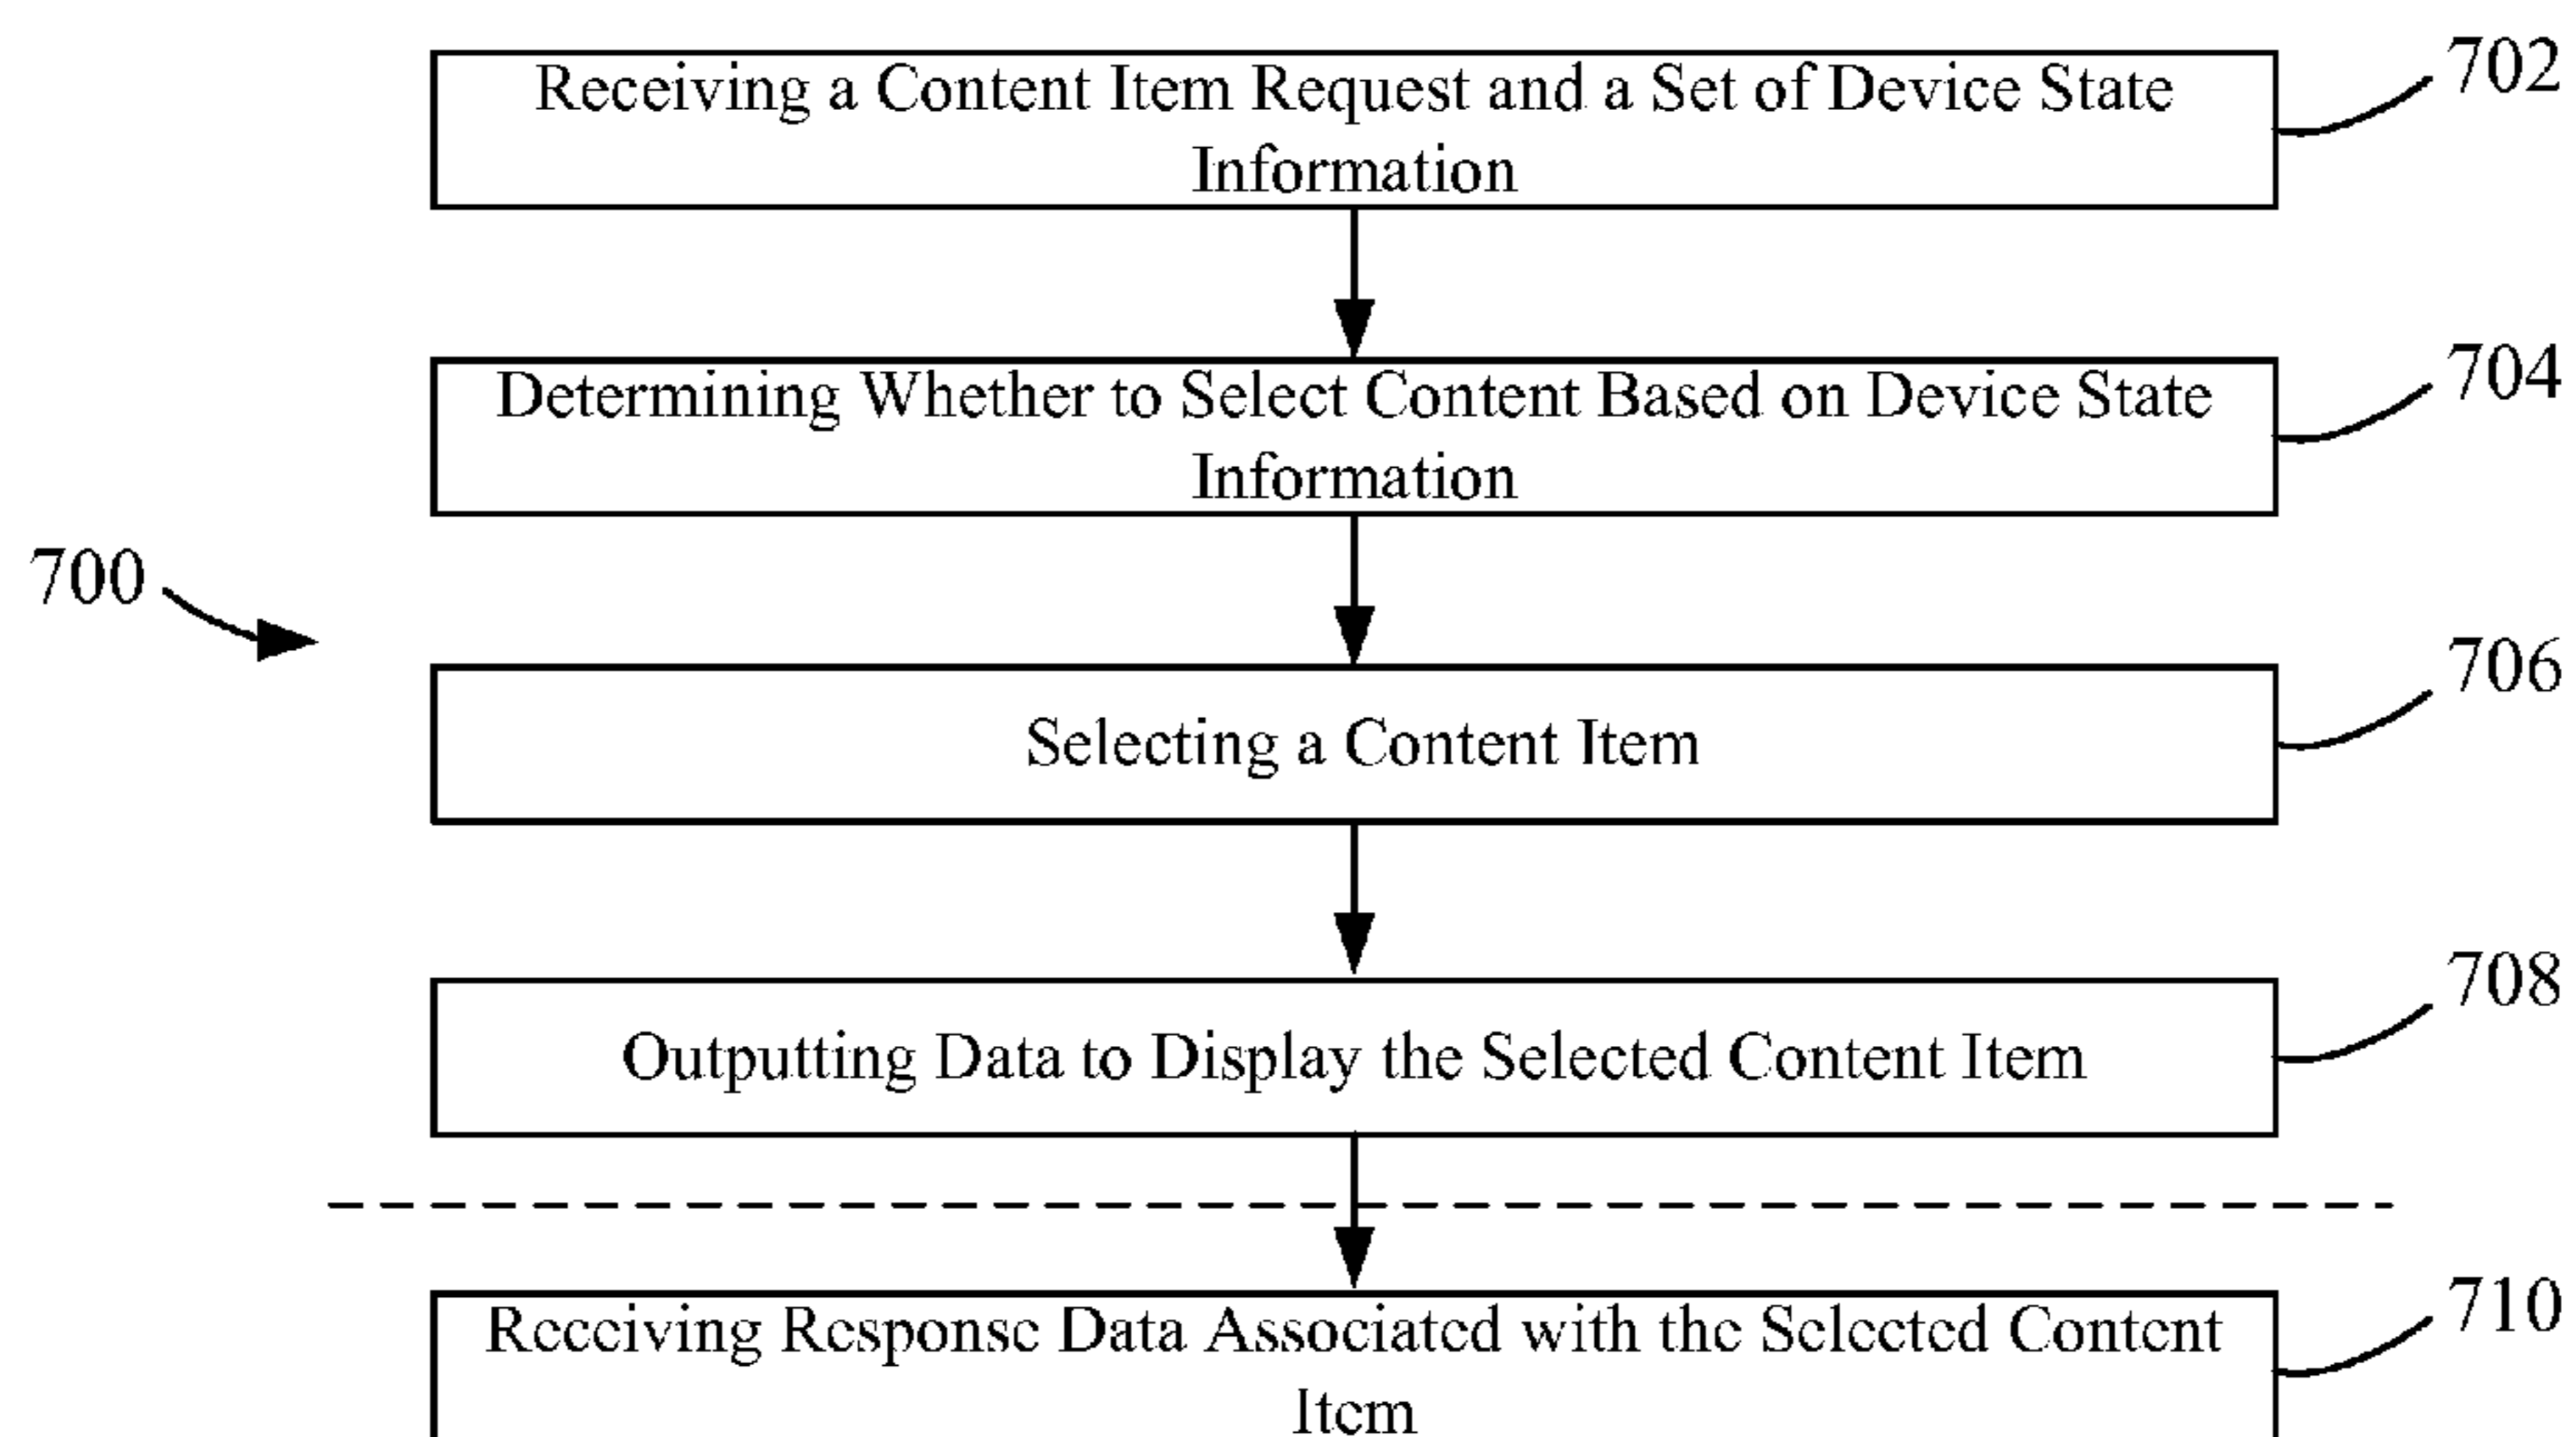 Receiving a Content Item Request and a Set of Device State
Information
702
Determining Whether to Select Content Based on Device State
Information
704
700
706
Selecting a Content Item
708
Outputting Data to Display the Selected Content Item
710
Receiving Response Data Associated with the Selected Content
Item